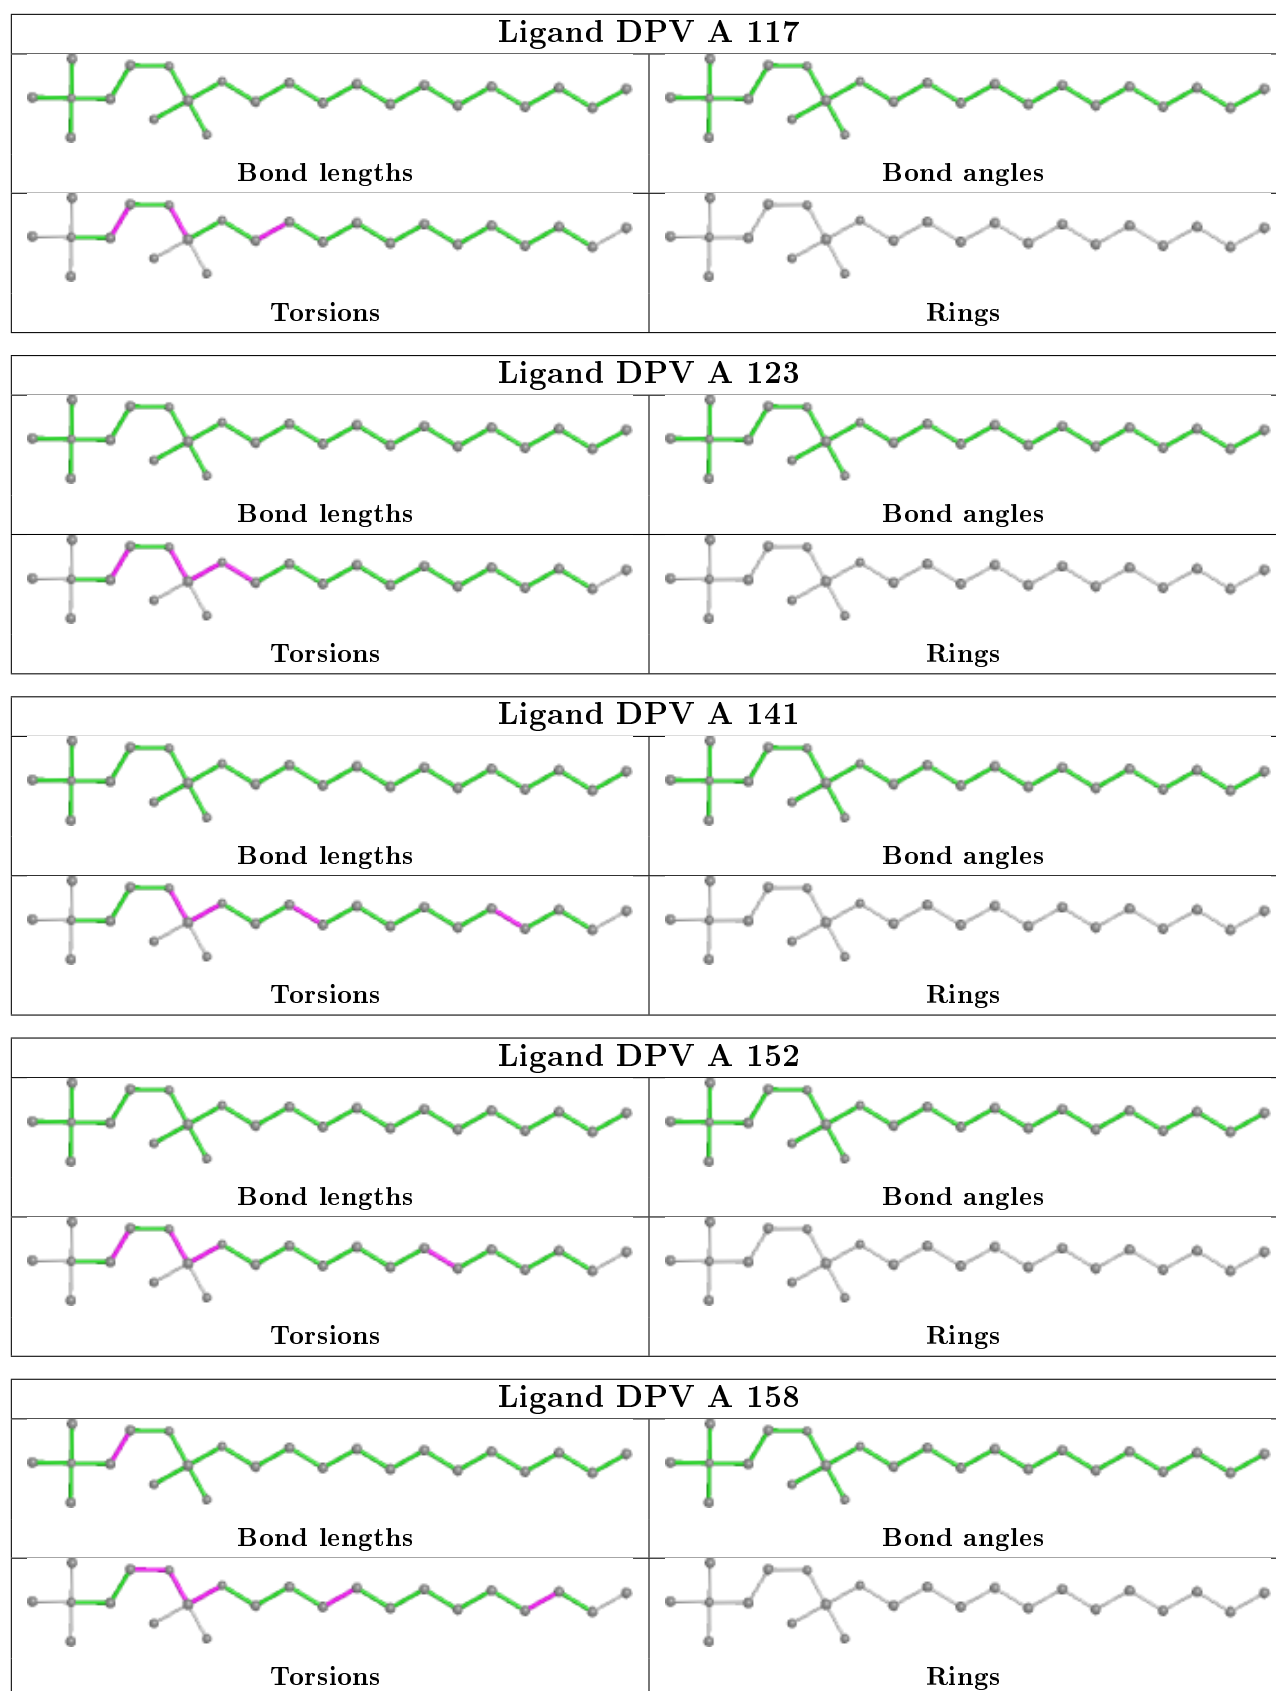 Ligand DPV A 117
Bond lengths
Bond angles
Torsions
Rings
Ligand DPV A 123
Bond lengths
Bond angles
Torsions
Rings
Ligand DPV A 141
Bond lengths
Bond angles
Torsions
Rings
Ligand DPV A 152
Bond lengths
Bond angles
Torsions
Rings
Ligand DPV A 158
Bond lengths
Bond angles
Torsions
Rings